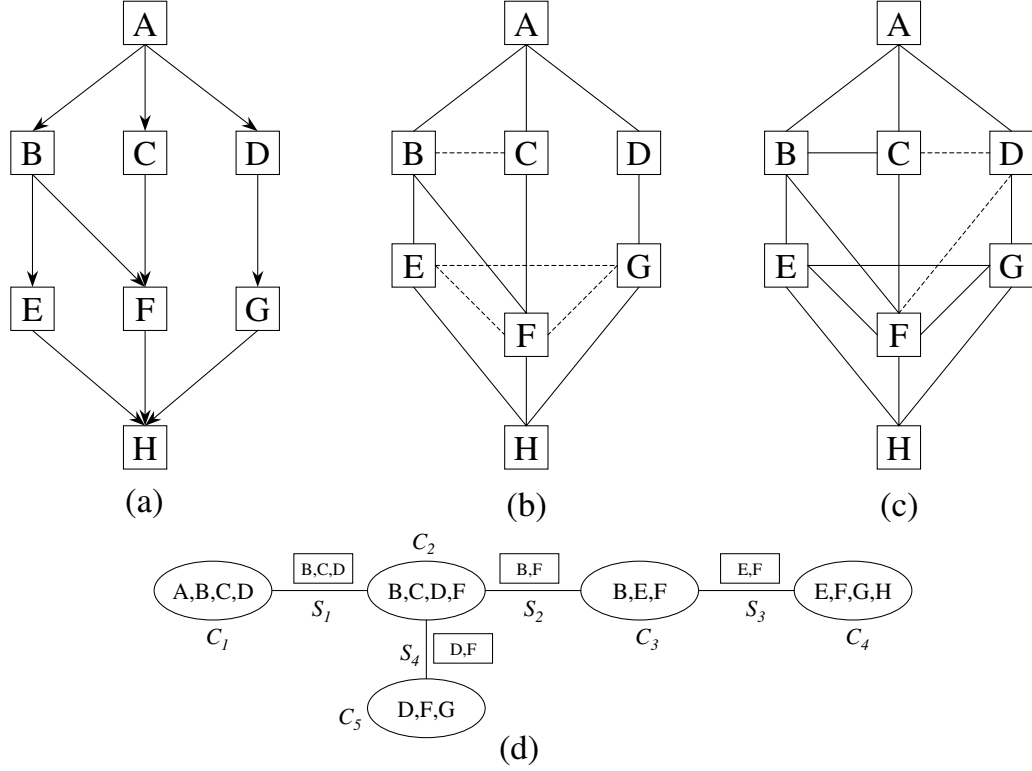 A
B C D
E F G
H
(a)
A
B C D
E G
F
H
(b)
A
B C D
E G
F
H
(c)
C2
B,C,D B,F E,F
A,B,C,D B,C,D,F B,E,F E,F,G,H
S1 S2 S3
C1 C3 C4
S4 D,F
D,F,G
C5
(d)